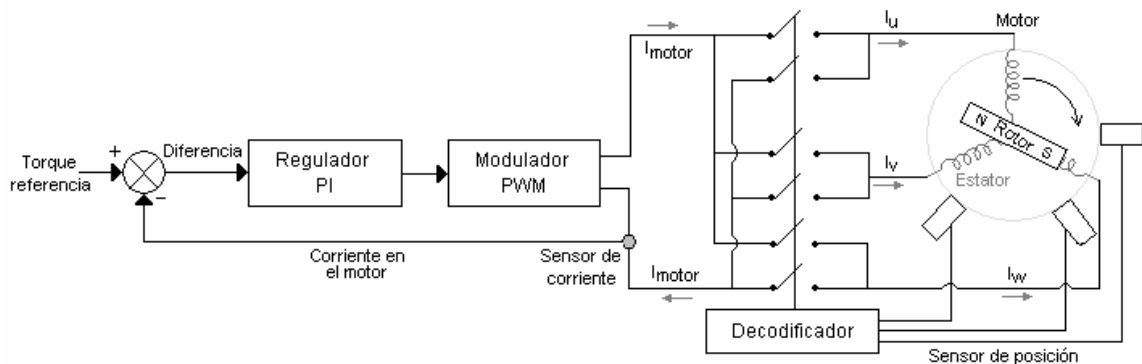 Torque
referencia
+
−
Diferencia
Regulador
PI
Modulador
PWM
Corriente en
el motor
Sensor de
corriente
Imotor
Imotor
Iu
Iv
Iw
Motor
N Rotor S
Estator
Decodificador
Sensor de posición